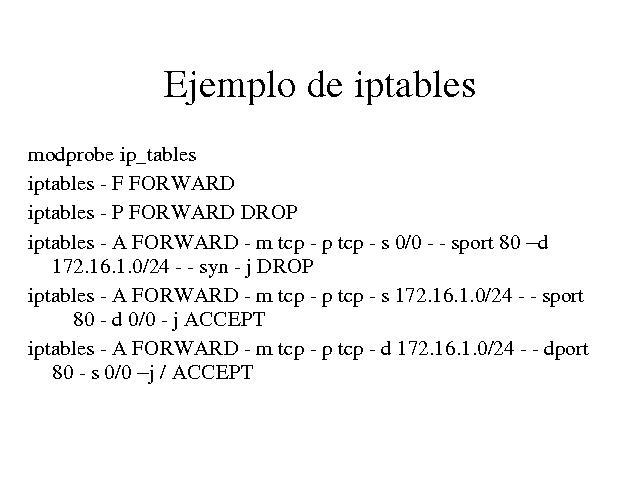 Ejemplo de iptables
modprobe ip_tables
iptables - F FORWARD
iptables - P FORWARD DROP
iptables - A FORWARD - m tcp - p tcp - s 0/0 - - sport 80 –d
172.16.1.0/24 - - syn - j DROP
iptables - A FORWARD - m tcp - p tcp - s 172.16.1.0/24 - - sport
80 - d 0/0 - j ACCEPT
iptables - A FORWARD - m tcp - p tcp - d 172.16.1.0/24 - - dport
80 - s 0/0 –j / ACCEPT